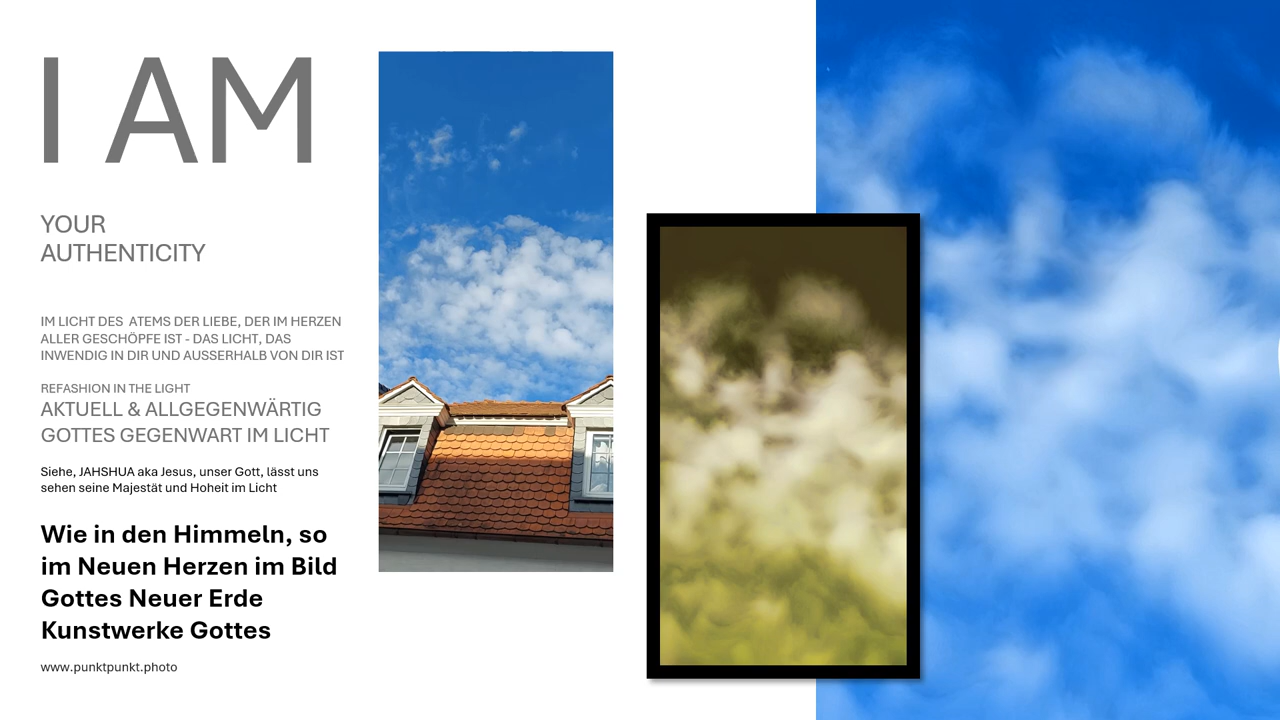 I AM
YOUR
AUTHENTICITY
IM LICHT DES  ATEMS DER LIEBE, DER IM HERZEN
ALLER GESCHÖPFE IST - DAS LICHT, DAS
INWENDIG IN DIR UND AUSSERHALB VON DIR IST
REFASHION IN THE LIGHT
AKTUELL & ALLGEGENWÄRTIG
GOTTES GEGENWART IM LICHT
Siehe, JAHSHUA aka Jesus, unser Gott, lässt uns
sehen seine Majestät und Hoheit im Licht
Wie in den Himmeln, so
im Neuen Herzen im Bild
Gottes Neuer Erde
Kunstwerke Gottes
www.punktpunkt.photo